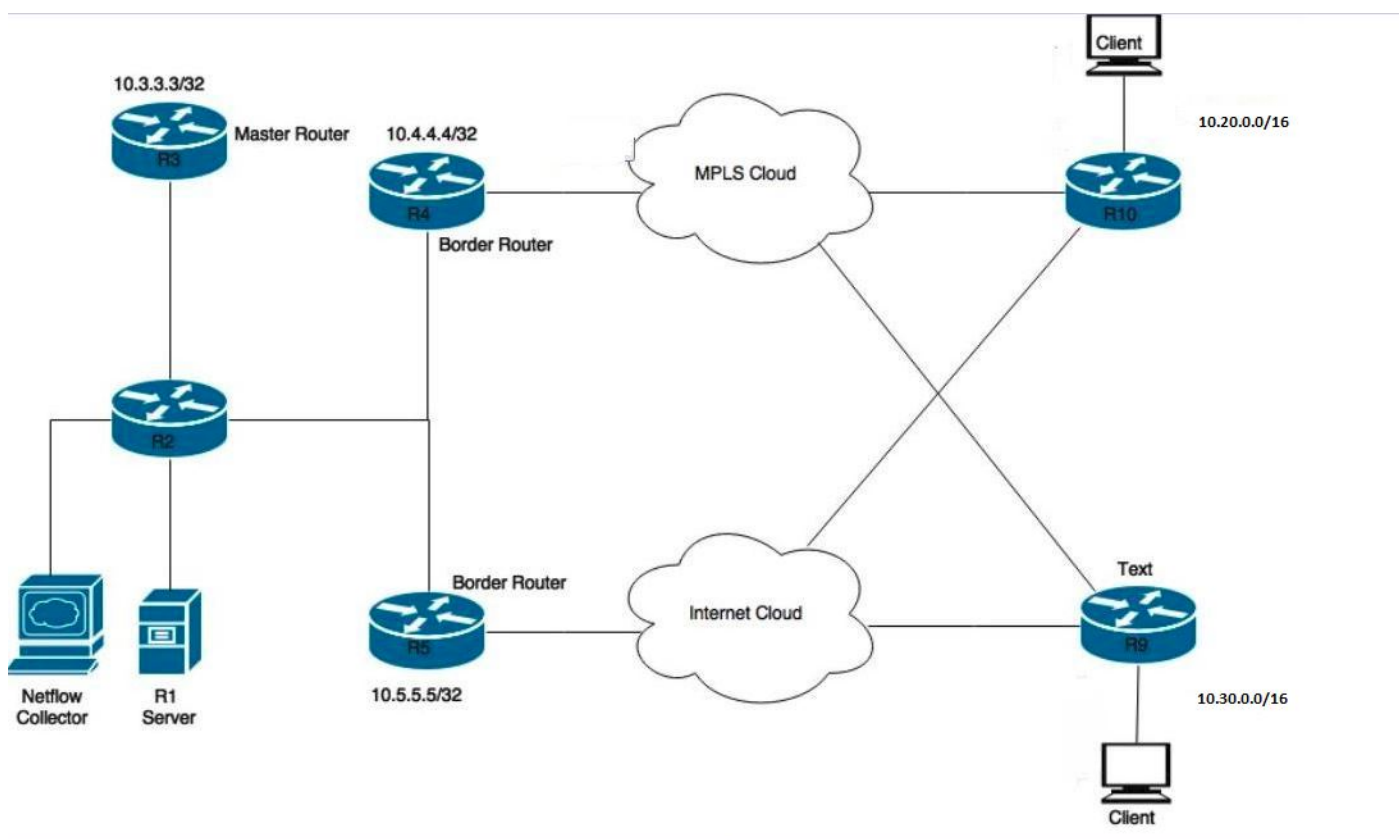 Client
10.3.3.3/32
10.20.0.0/16
Master Router
10.4.4.4/32
R3
MPLS Cloud
R4
R10
Border Router
R2
Text
Border Router
Internet Cloud
R5
R9
10.5.5.5/32
Netflow
Collector
R1
Server
10.30.0.0/16
Client